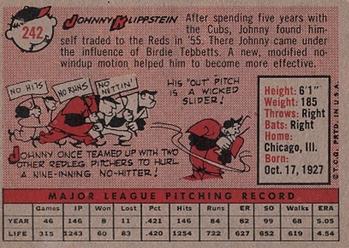 242
JOHNNY KLIPPSTEIN
After spending five years with
the Cubs, Johnny found him-
self traded to the Reds in '55. There Johnny came
under the influence of Birdie Tebbetts. A new, modified no-
windup motion helped him to become more effective.
NO HITS
NO RUNS
NO NETTIN'
HIS "OUT" PITCH
IS A
WICKED
SLIDER!
JOHNNY ONCE TEAMED UP WITH TWO
OTHER REDLEG PITCHERS TO HURL
A NINE-INNING NO-HITTER!
Height: 6'1"
Weight: 185
Throws: Right
Bats: Right
Home:
Chicago, Ill.
Born:
Oct. 17, 1927
© T.C.G. PRTD. IN U.S.A.
MAJOR LEAGUE PITCHING RECORD
Games IP Won Lost Pct. Hits Runs ER SO Walks ERA
YEAR 46 146 8 11 .421 146 84 82 99 68 5.05
LIFE 315 1243 60 82 .420 1254 627 687 619 4.54